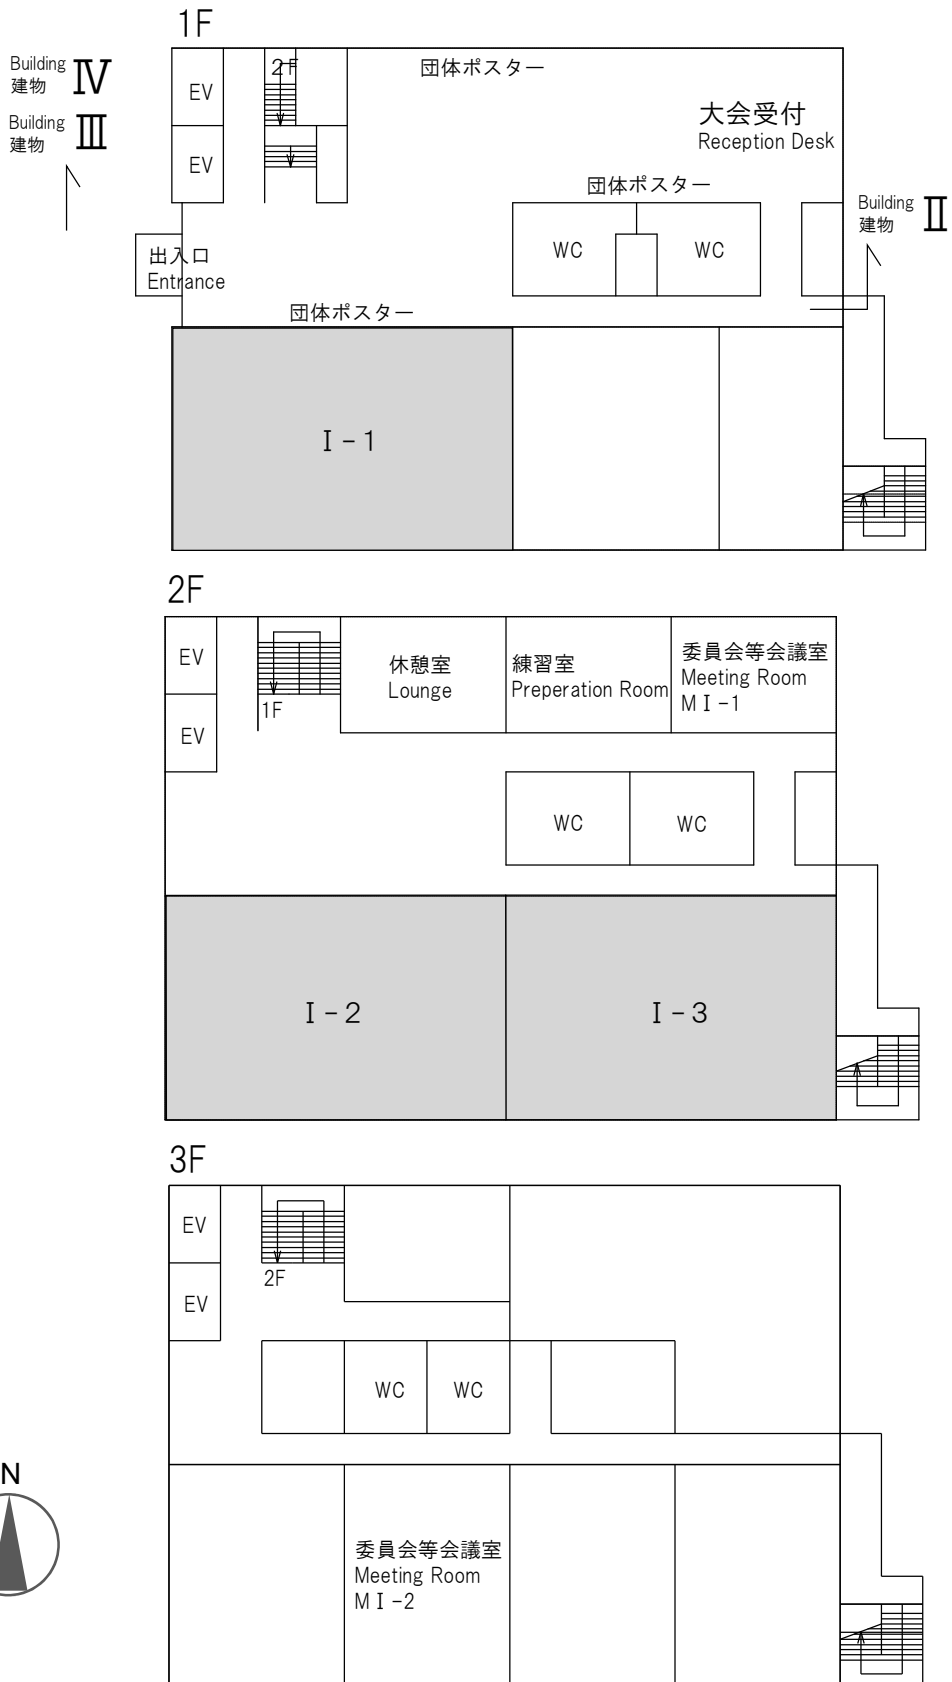 1F
Building
建物 Ⅳ
Building
建物 Ⅲ
EV
2F
団体ポスター
大会受付
Reception Desk
EV
団体ポスター
Building
建物 Ⅱ
出入口
Entrance
WC
WC
団体ポスター
Ⅰ-1
2F
EV
休憩室
Lounge
練習室
Preperation Room
委員会等会議室
Meeting Room
MⅠ-1
1F
EV
WC
WC
Ⅰ-2
Ⅰ-3
3F
EV
2F
EV
WC
WC
N
委員会等会議室
Meeting Room
MⅠ-2